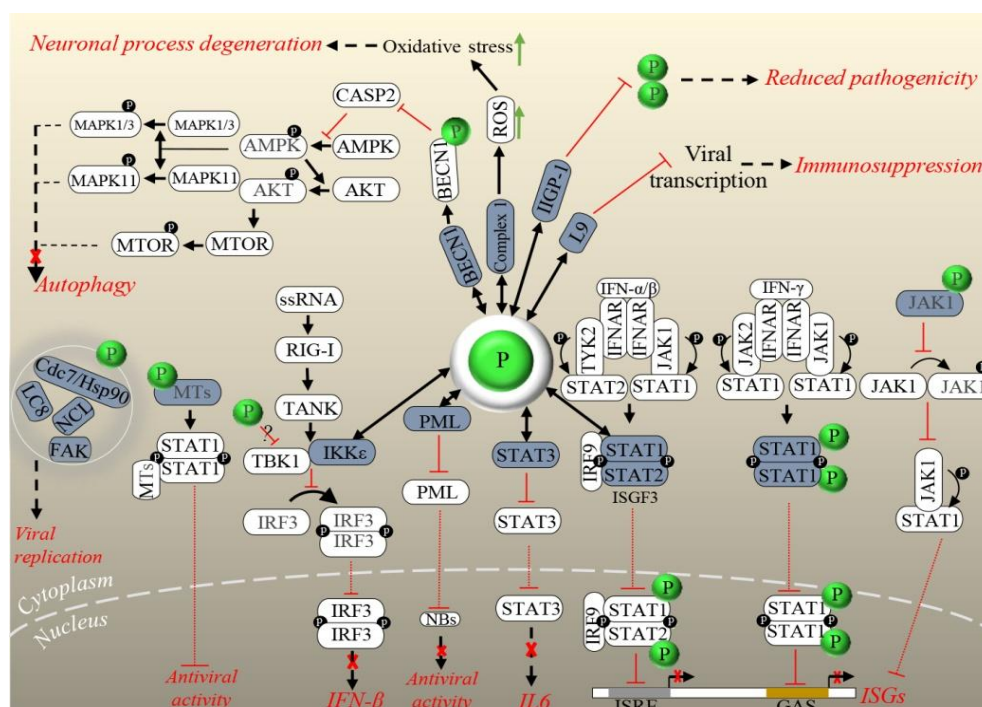 Neuronal process degeneration
Oxidative stress
P
P
Reduced pathogenicity
CASP2
P
ROS
BECN1
MAPK1/3
P
MAPK1/3
AMPK
P
AMPK
MAPK11
P
MAPK11
AKT
P
AKT
MTOR
P
MTOR
Autophagy
BECN1
Complex 1
IIGP-1
L9
Viral
transcription
Immunosuppression
P
ssRNA
RIG-I
TANK
P
?
TBK1
IKKε
IRF3
P
IRF3
P
IRF3
P
Cdc7/Hsp90
LC8
NCL
FAK
Viral
replication
P
MTs
STAT1
P
P
STAT1
MTs
PML
PML
STAT3
STAT3
IFN-α/β
P
TYK2
IFNAR
IFNAR
JAK1
P
STAT2
STAT1
IRF9
STAT1
P
P
STAT2
ISGF3
IFN-γ
P
JAK2
IFNAR
IFNAR
JAK1
P
STAT1
STAT1
STAT1
P
P
P
STAT1
P
P
JAK1
JAK1
JAK1
P
JAK1
P
STAT1
Cytoplasm
Nucleus
IRF3
P
P
IRF3
NBs
STAT3
IRF9
STAT1
P
P
P
STAT2
P
STAT1
P
P
P
STAT1
P
Antiviral
activity
IFN-ß
Antiviral
activity
IL6
ISRE
GAS
ISGs